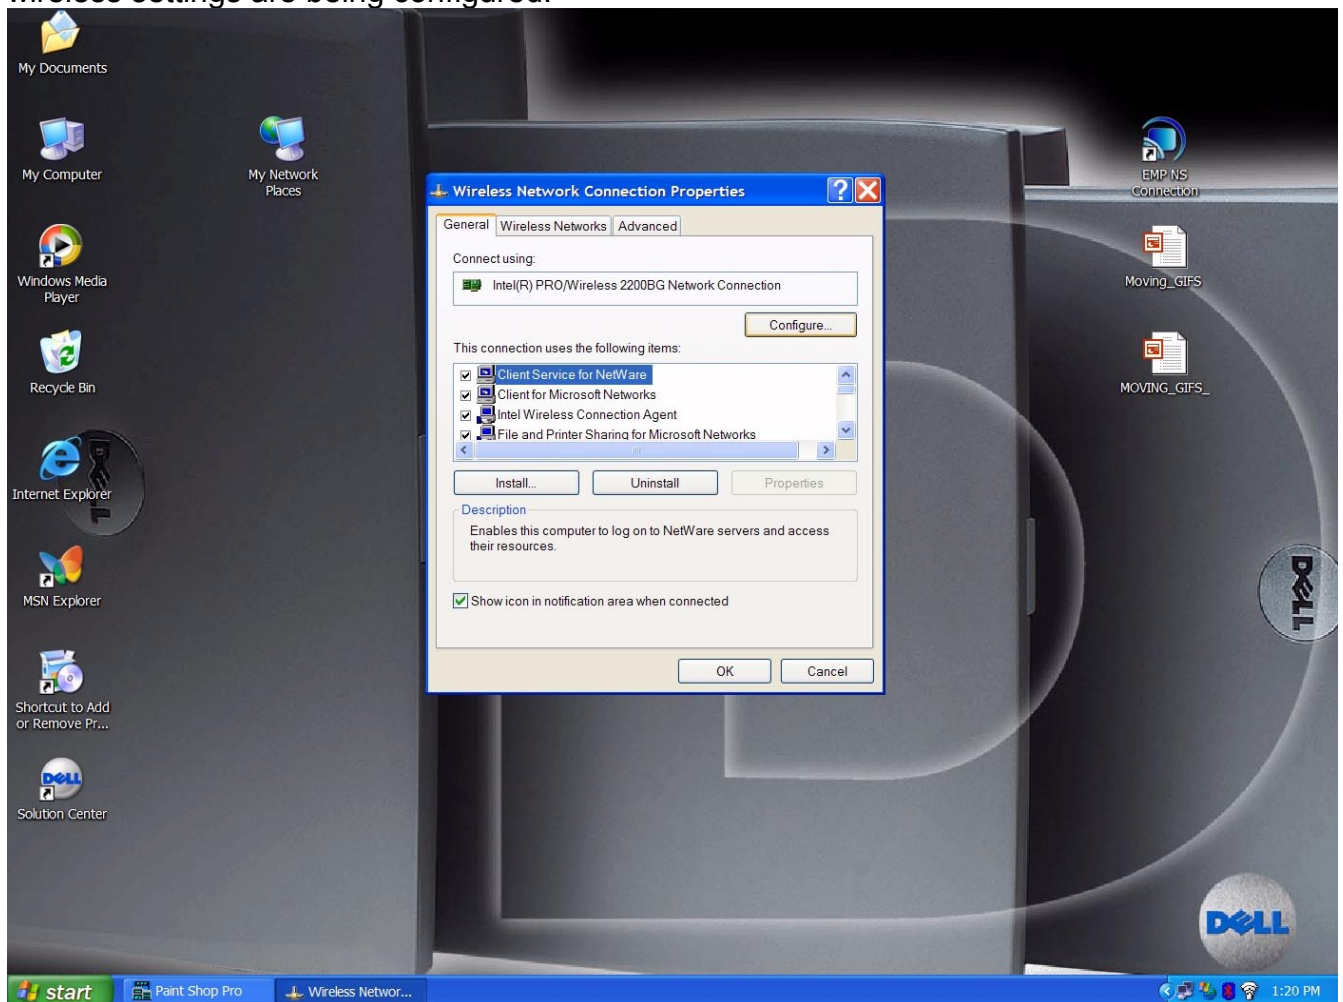 wireless settings are being configured.
My Documents
My Computer
My Network
Places
EMP NS
Connection
Wireless Network Connection Properties
General
Wireless Networks
Advanced
Connect using:
Intel(R) PRO/Wireless 2200BG Network Connection
Configure...
This connection uses the following items:
Client Service for NetWare
Client for Microsoft Networks
Intel Wireless Connection Agent
File and Printer Sharing for Microsoft Networks
Install...
Uninstall
Properties
Description
Enables this computer to log on to NetWare servers and access
their resources.
Show icon in notification area when connected
OK
Cancel
Windows Media
Player
Moving_GIFS
Recycle Bin
MOVING_GIFS_
Internet Explorer
DELL
MSN Explorer
DELL
Shortcut to Add
or Remove Pr...
DELL
Solution Center
DELL
start
Paint Shop Pro
Wireless Networ...
1:20 PM